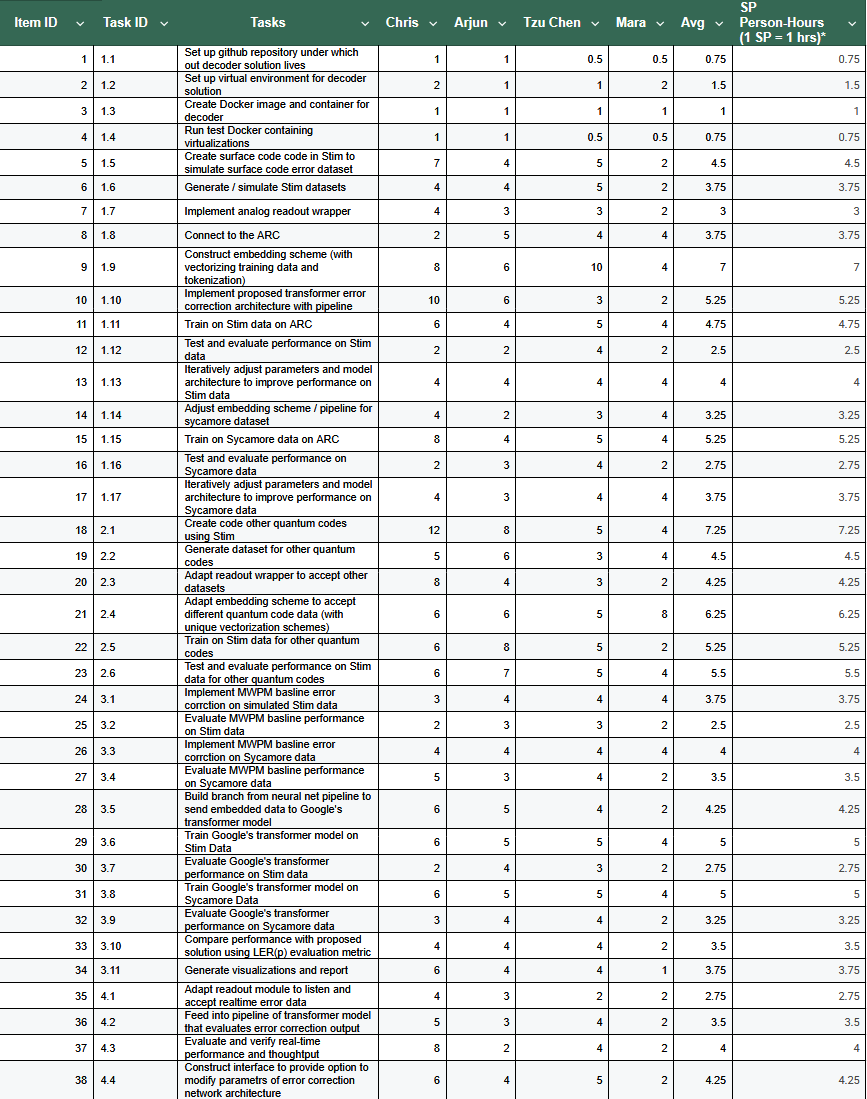 Item ID Task ID Tasks Chris Arjun Tzu Chen Mara Avg SP Person-Hours (1 SP = 1 hrs)*
1 1.1 Set up github repository under which out decoder solution lives 1 1 0.5 0.5 0.75 0.75
2 1.2 Set up virtual environment for decoder solution 2 1 1 2 1.5 1.5
3 1.3 Create Docker image and container for decoder 1 1 1 1 1 1
4 1.4 Run test Docker containing virtualizations 1 1 0.5 0.5 0.75 0.75
5 1.5 Create surface code code in Stim to simulate surface code error dataset 7 4 5 2 4.5 4.5
6 1.6 Generate / simulate Stim datasets 4 4 5 2 3.75 3.75
7 1.7 Implement analog readout wrapper 4 3 3 2 3 3
8 1.8 Connect to the ARC 2 5 4 4 3.75 3.75
9 1.9 Construct embedding scheme (with vectorizing training data and tokenization) 8 6 10 4 7 7
10 1.10 Implement proposed transformer error correction architecture with pipeline 10 6 3 2 5.25 5.25
11 1.11 Train on Stim data on ARC 6 4 5 4 4.75 4.75
12 1.12 Test and evaluate performance on Stim data 2 2 4 2 2.5 2.5
13 1.13 Iteratively adjust parameters and model architecture to improve performance on Stim data 4 4 4 4 4 4
14 1.14 Adjust embedding scheme / pipeline for sycamore dataset 4 2 3 4 3.25 3.25
15 1.15 Train on Sycamore data on ARC 8 4 5 4 5.25 5.25
16 1.16 Test and evaluate performance on Sycamore data 2 3 4 2 2.75 2.75
17 1.17 Iteratively adjust parameters and model architecture to improve performance on Sycamore data 4 3 4 4 3.75 3.75
18 2.1 Create code other quantum codes using Stim 12 8 5 4 7.25 7.25
19 2.2 Generate dataset for other quantum codes 5 6 3 4 4.5 4.5
20 2.3 Adapt readout wrapper to accept other datasets 8 4 3 2 4.25 4.25
21 2.4 Adapt embedding scheme to accept different quantum code data (with unique vectorization schemes) 6 6 5 8 6.25 6.25
22 2.5 Train on Stim data for other quantum codes 6 8 5 2 5.25 5.25
23 2.6 Test and evaluate performance on Stim data for other quantum codes 6 7 5 4 5.5 5.5
24 3.1 Implement MWPM basline error corrction on simulated Stim data 3 4 4 4 3.75 3.75
25 3.2 Evaluate MWPM basline performance on Stim data 2 3 3 2 2.5 2.5
26 3.3 Implement MWPM basline error corrction on Sycamore data 4 4 4 4 4 4
27 3.4 Evaluate MWPM basline performance on Sycamore data 5 3 4 2 3.5 3.5
28 3.5 Build branch from neural net pipeline to send embedded data to Google's transformer model 6 5 4 2 4.25 4.25
29 3.6 Train Google's transformer model on Stim Data 6 5 5 4 5 5
30 3.7 Evaluate Google's transformer performance on Stim data 2 4 3 2 2.75 2.75
31 3.8 Train Google's transformer model on Sycamore Data 6 5 5 4 5 5
32 3.9 Evaluate Google's transformer performance on Sycamore data 3 4 4 2 3.25 3.25
33 3.10 Compare performance with proposed solution using LER(p) evaluation metric 4 4 4 2 3.5 3.5
34 3.11 Generate visualizations and report 6 4 4 1 3.75 3.75
35 4.1 Adapt readout module to listen and accept realtime error data 4 3 2 2 2.75 2.75
36 4.2 Feed into pipeline of transformer model that evaluates error correction output 5 3 4 2 3.5 3.5
37 4.3 Evaluate and verify real-time performance and thoughtput 8 2 4 2 4 4
38 4.4 Construct interface to provide option to modify parametrs of error correction network architecture 6 4 5 2 4.25 4.25